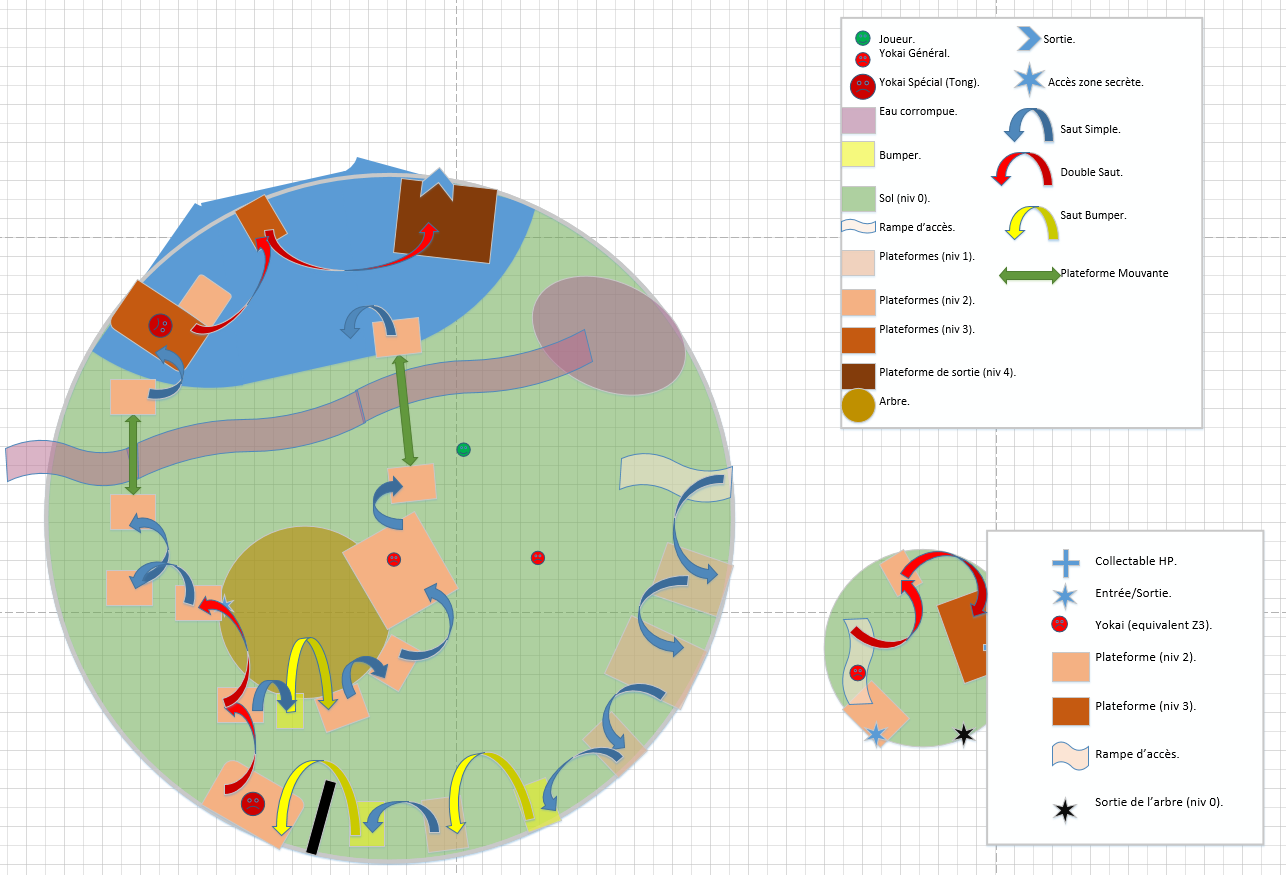 Joueur.
Yokai Général.
Yokai Spécial (Tong).
Eau corrompue.
Bumper.
Sol (niv 0).
Rampe d’accès.
Plateformes (niv 1).
Plateformes (niv 2).
Plateformes (niv 3).
Plateforme de sortie (niv 4).
Arbre.
Sortie.
Accès zone secrète.
Saut Simple.
Double Saut.
Saut Bumper.
Plateforme Mouvante
Collectable HP.
Entrée/Sortie.
Yokai (equivalent Z3).
Plateforme (niv 2).
Plateforme (niv 3).
Rampe d’accès.
Sortie de l’arbre (niv 0).